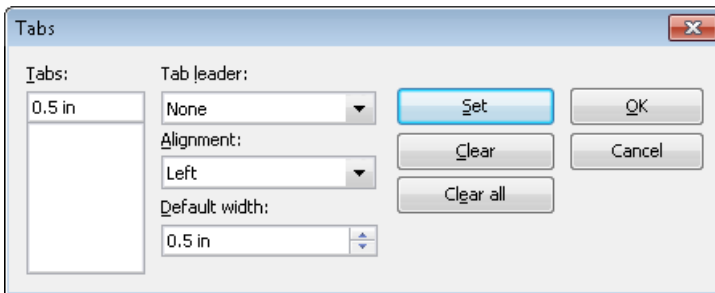 Tabs
Tabs:
0.5 in
Tab leader:
None
Alignment:
Left
Default width:
0.5 in
Set
Clear
Clear all
OK
Cancel